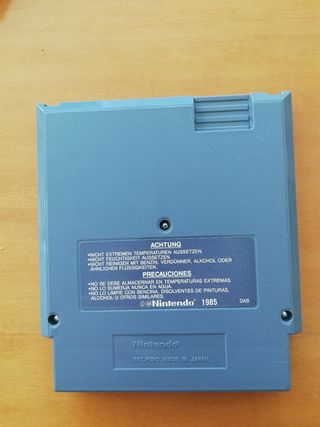 ACHTUNG
•NICHT EXTREMEN TEMPERATUREN AUSSETZEN.
•NICHT FEUCHTIGKEIT AUSSETZEN.
•NICHT REINIGEN MIT BENZIN, VERDÜNNER, ALKOHOL ODER
ÄHNLICHEN FLÜSSIGKEITEN.
PRECAUCIONES
•NO SE DEBE ALMACERNAR EN TEMPERATURAS EXTREMAS.
•NO LO SUMERJA NUNCA EN AGUA.
•NO LO LIMPIE CON BENCINA, DISOLVENTES DE PINTURAS,
ALCOHOL U OTROS SIMILARES.
© Nintendo® 1985 DAS
Nintendo®
PAT. PEND. MADE IN JAPAN